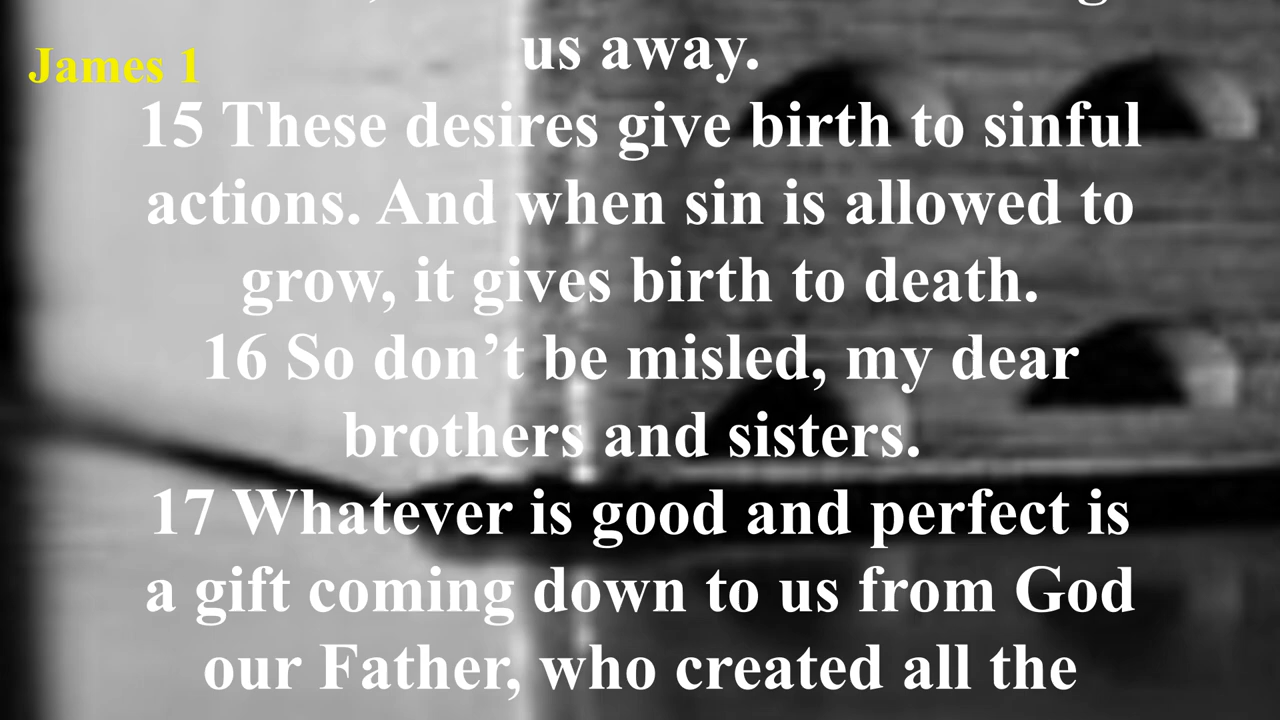 us away.
James 1
15 These desires give birth to sinful
actions. And when sin is allowed to
grow, it gives birth to death.
16 So don’t be misled, my dear
brothers and sisters.
17 Whatever is good and perfect is
a gift coming down to us from God
our Father, who created all the